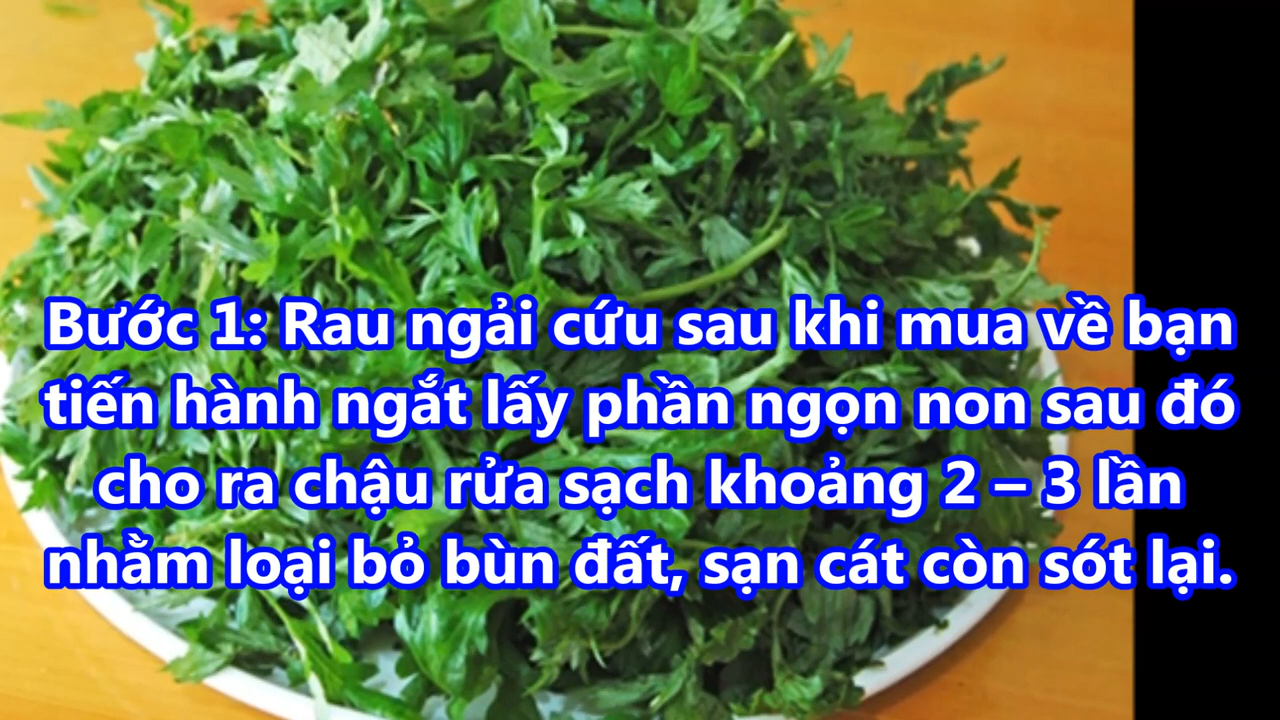 Bước 1: Rau ngải cứu sau khi mua về bạn
tiến hành ngắt lấy phần ngọn non sau đó
cho ra chậu rửa sạch khoảng 2 – 3 lần
nhằm loại bỏ bùn đất, sạn cát còn sót lại.